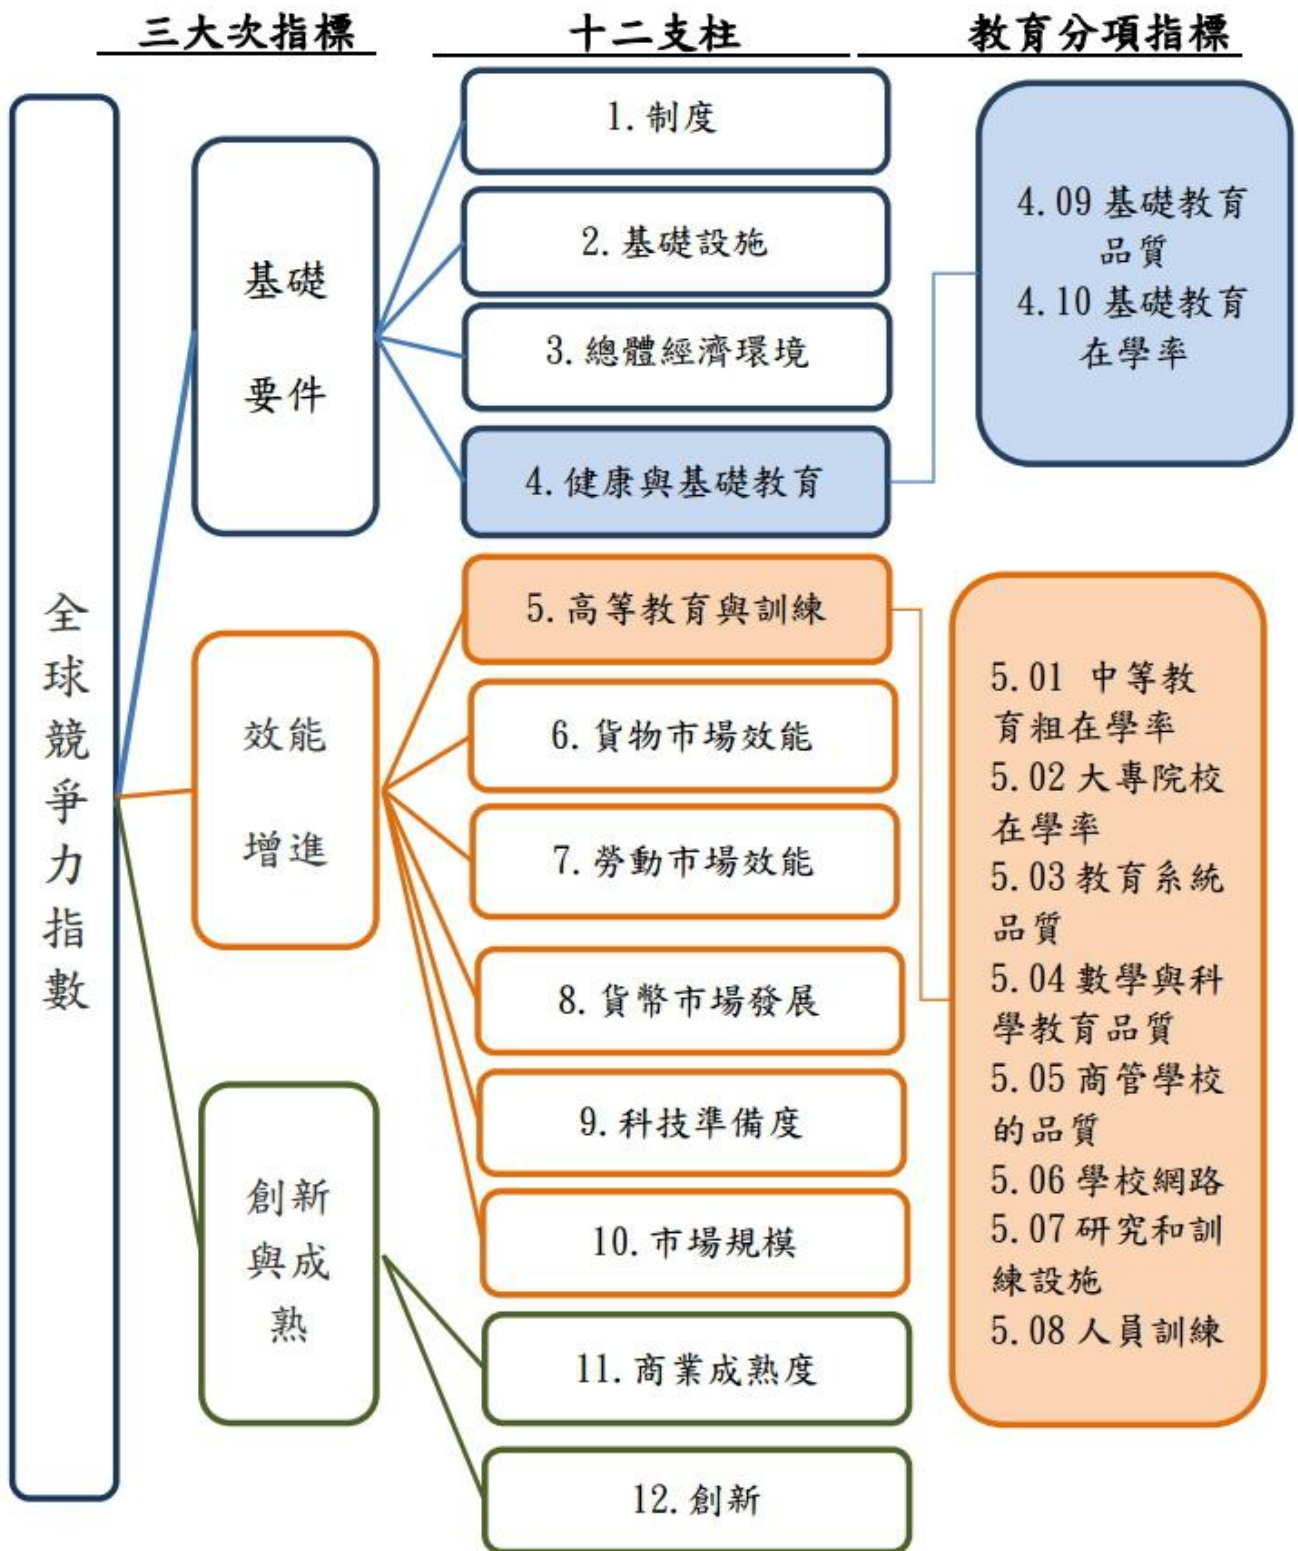 三大次指標
十二支柱
教育分項指標
全球競爭力指數
基礎
要件
1.制度
2.基礎設施
3.總體經濟環境
4.健康與基礎教育
4.09 基礎教育
品質
4.10 基礎教育
在學率
效能
增進
5.高等教育與訓練
6.貨物市場效能
7.勞動市場效能
8.貨幣市場發展
9.科技準備度
10.市場規模
5.01 中等教
育粗在學率
5.02 大專院校
在學率
5.03 教育系統
品質
5.04 數學與科
學教育品質
5.05 商管學校
的品質
5.06 學校網路
5.07 研究和訓
練設施
5.08 人員訓練
創新
與成
熟
11.商業成熟度
12.創新